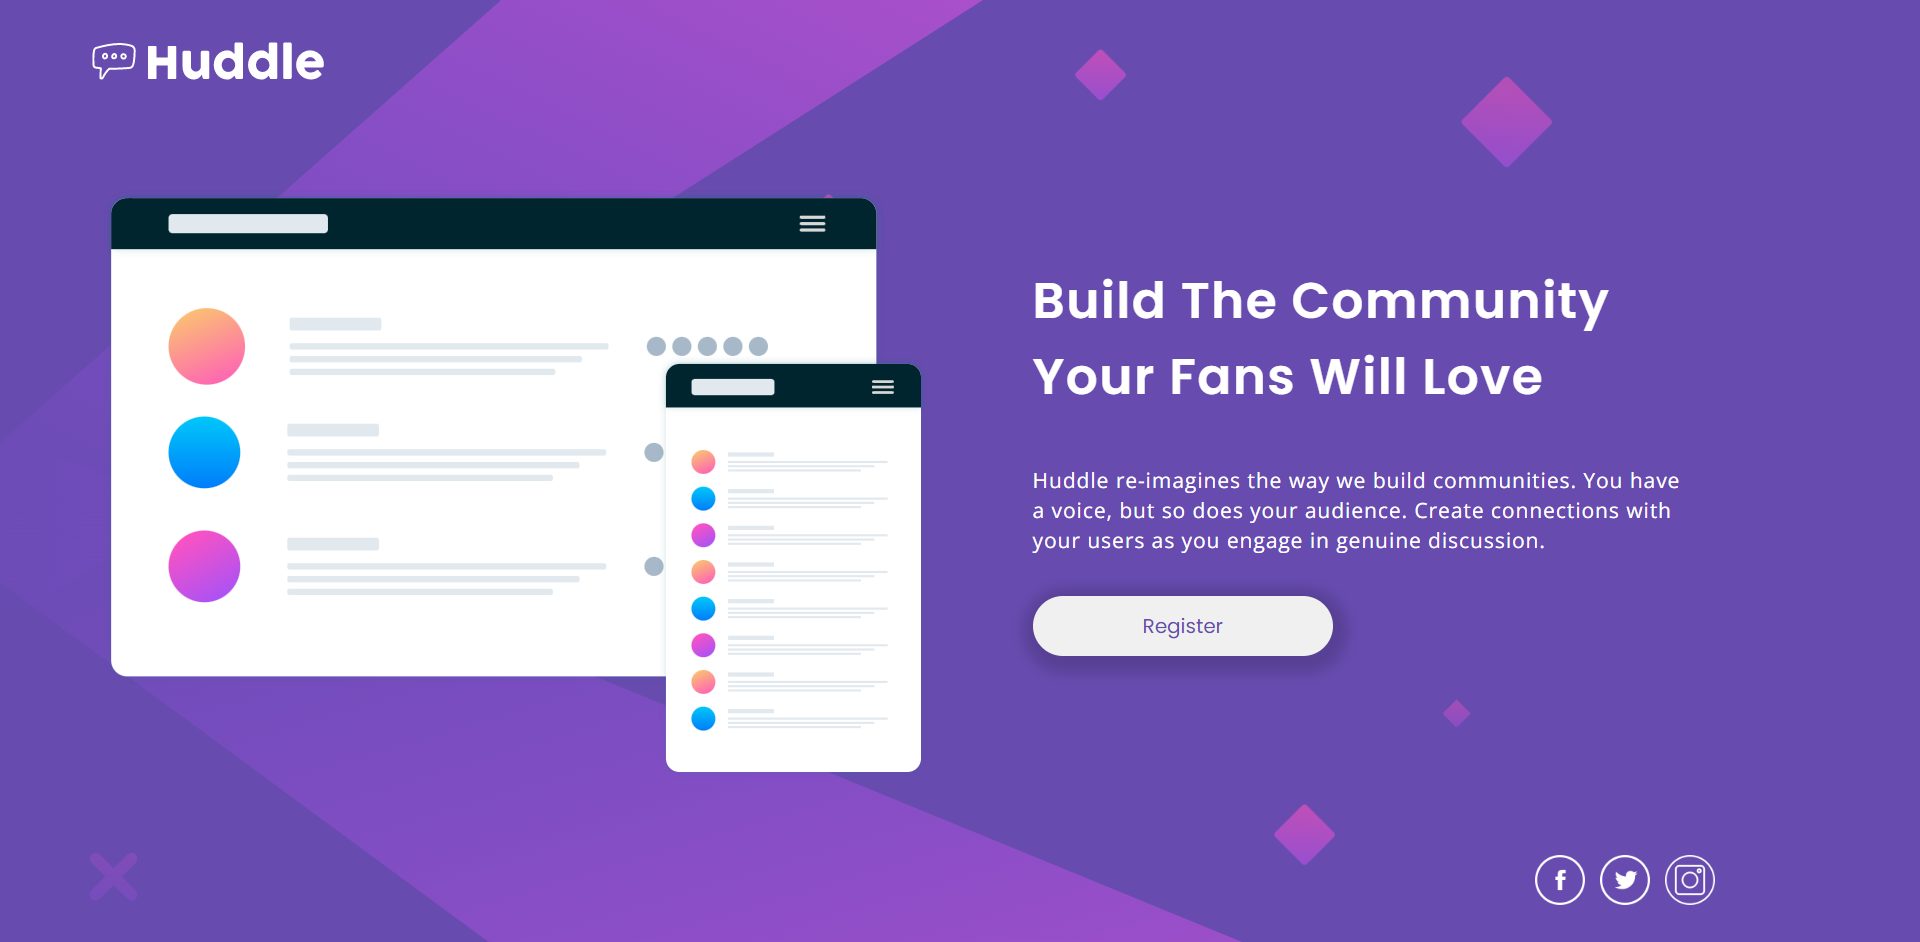 Huddle
Build The Community
Your Fans Will Love
Huddle re-imagines the way we build communities. You have
a voice, but so does your audience. Create connections with
your users as you engage in genuine discussion.
Register